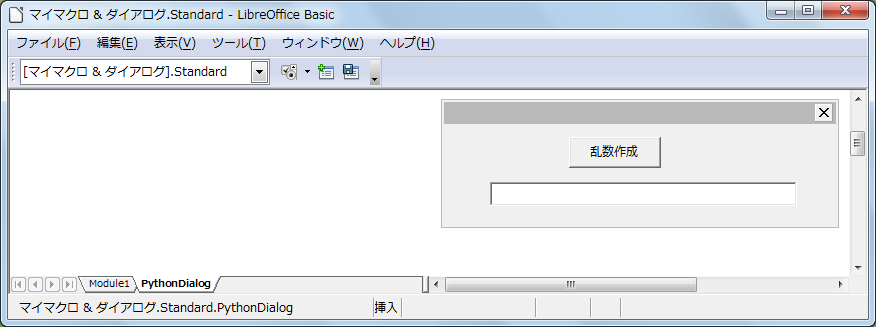 マイマクロ & ダイアログ.Standard - LibreOffice Basic
ファイル(F) 編集(E) 表示(V) ツール(T) ウィンドウ(W) ヘルプ(H)
[マイマクロ & ダイアログ].Standard
乱数作成
Module1 PythonDialog
マイマクロ & ダイアログ.Standard.PythonDialog 挿入